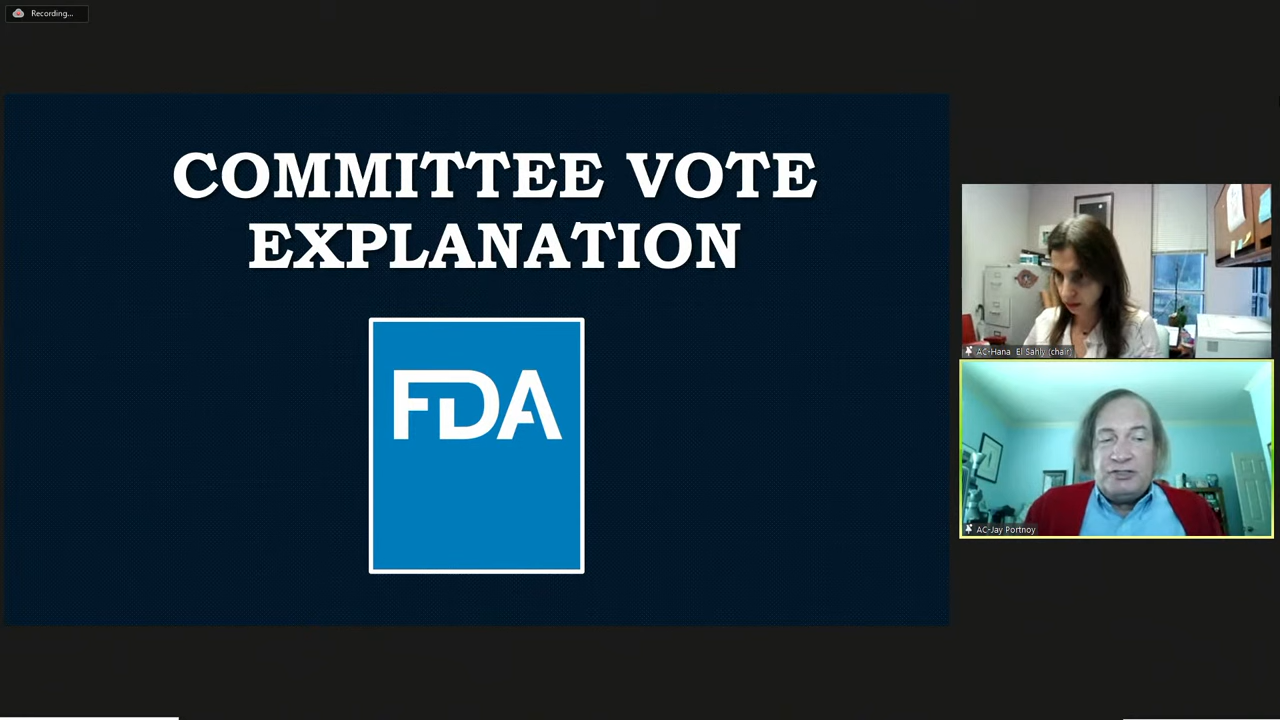 Recording...
COMMITTEE VOTE
EXPLANATION
FDA
AC-Hana El Sahly (chair)
AC-Jay Portnoy